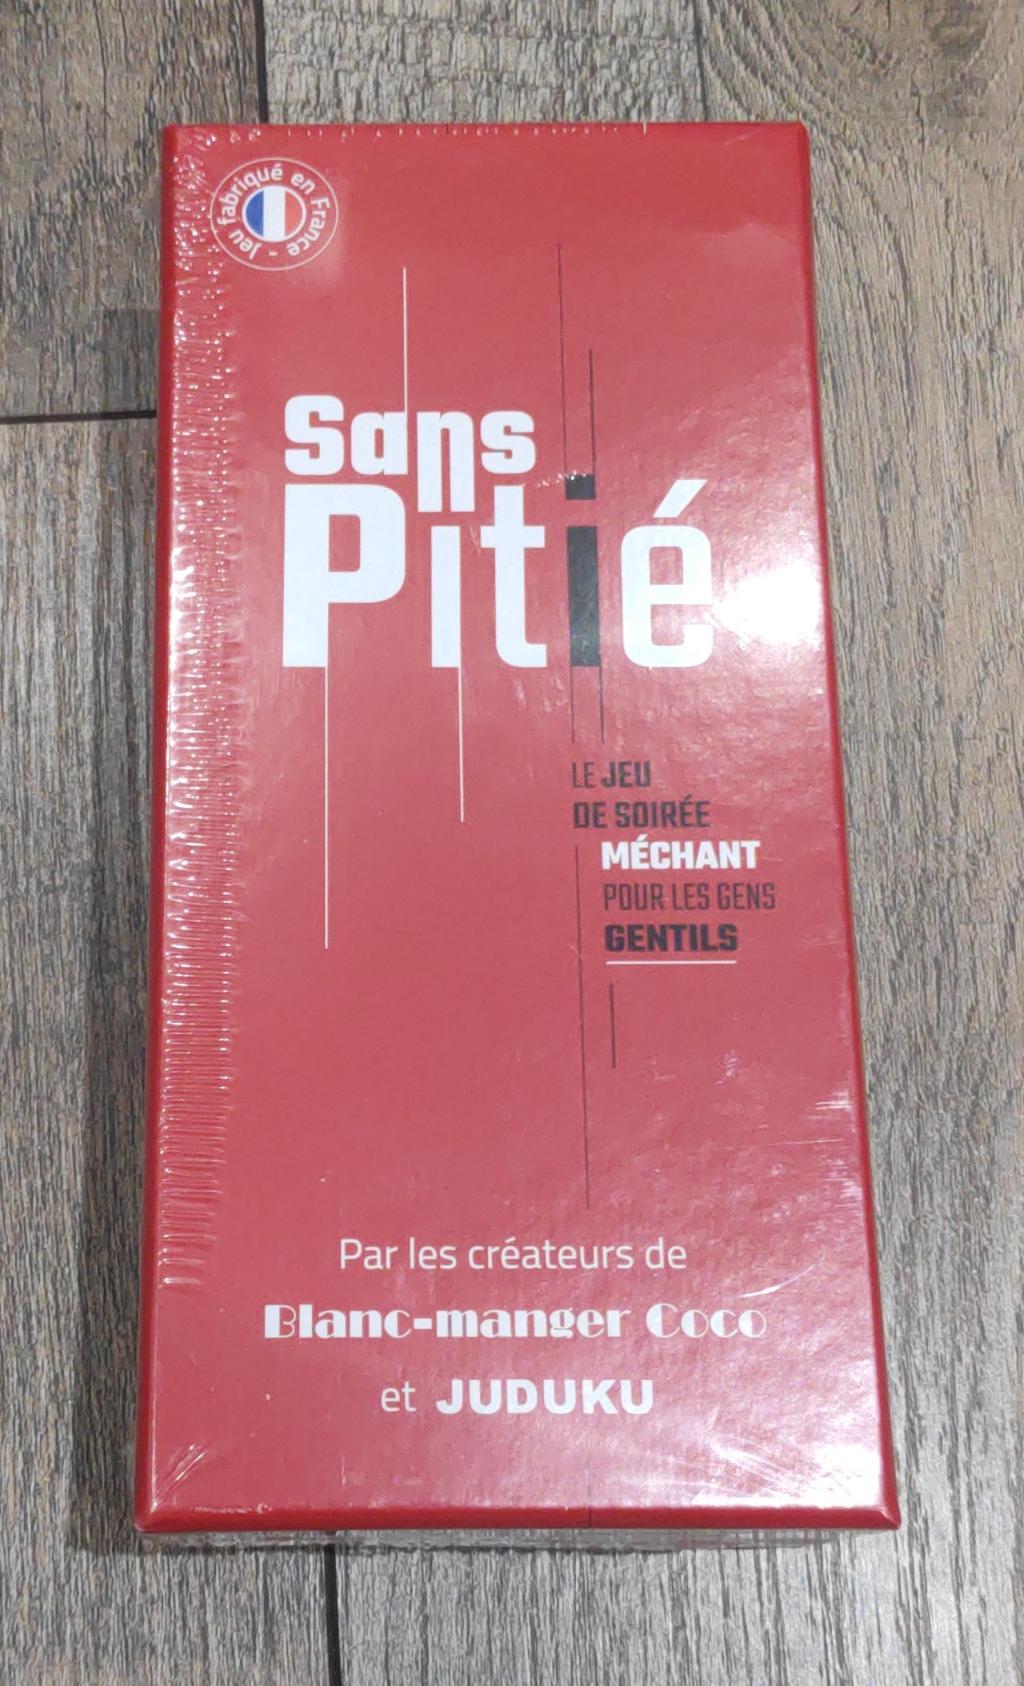 Jeu fabriqué en France -
Sans
Pitié
LE JEU
DE SOIRÉE
MÉCHANT
POUR LES GENS
GENTILS
Par les créateurs de
Blanc-manger Coco
et JUDUKU